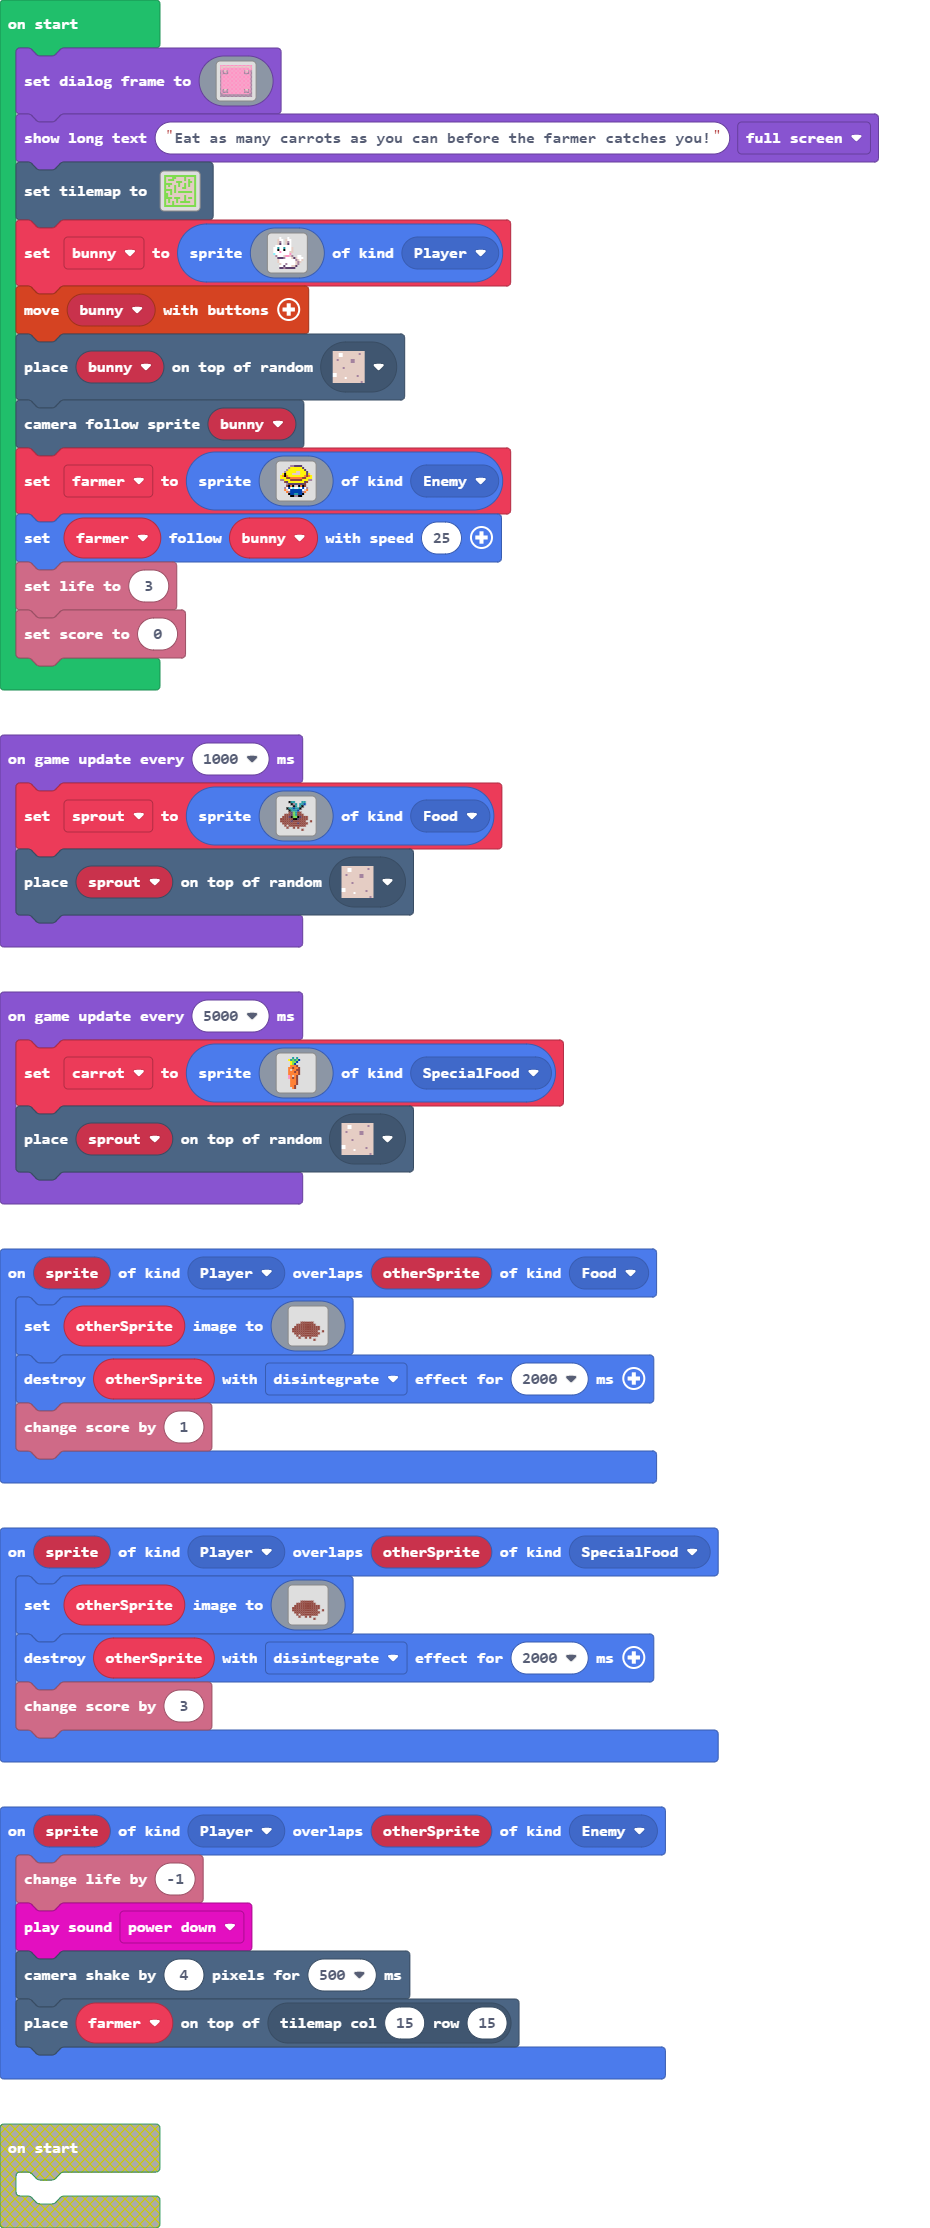 on start
set dialog frame to
show long text "Eat as many carrots as you can before the farmer catches you!" full screen
set tilemap to
set bunny to sprite of kind Player
move bunny with buttons
place bunny on top of random
camera follow sprite bunny
set farmer to sprite of kind Enemy
set farmer follow bunny with speed 25
set life to 3
set score to 0
on game update every 1000 ms
set sprout to sprite of kind Food
place sprout on top of random
on game update every 5000 ms
set carrot to sprite of kind SpecialFood
place sprout on top of random
on sprite of kind Player overlaps otherSprite of kind Food
set otherSprite image to
destroy otherSprite with disintegrate effect for 2000 ms
change score by 1
on sprite of kind Player overlaps otherSprite of kind SpecialFood
set otherSprite image to
destroy otherSprite with disintegrate effect for 2000 ms
change score by 3
on sprite of kind Player overlaps otherSprite of kind Enemy
change life by -1
play sound power down
camera shake by 4 pixels for 500 ms
place farmer on top of tilemap col 15 row 15
on start